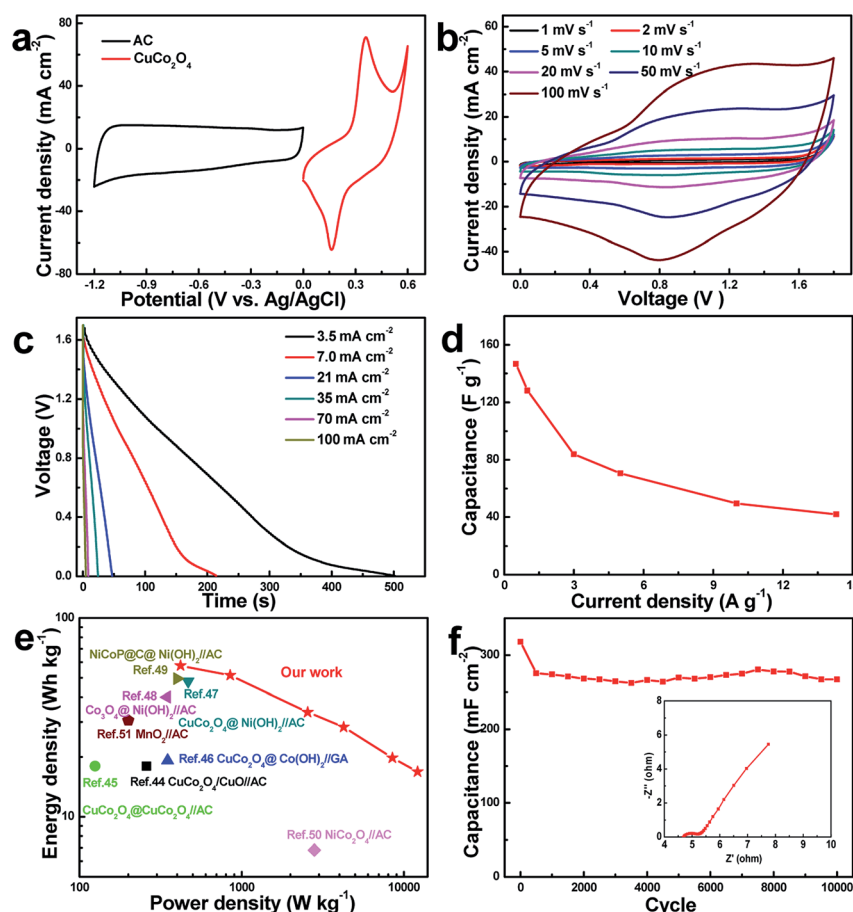 a
AC
CuCo₂O₄
Current density (mA cm⁻²)
80
40
0
-40
-80
-1.2 -0.9 -0.6 -0.3 0.0 0.3 0.6
Potential (V vs. Ag/AgCl)
b
1 mV s⁻¹ 2 mV s⁻¹
5 mV s⁻¹ 10 mV s⁻¹
20 mV s⁻¹ 50 mV s⁻¹
100 mV s⁻¹
Current density (mA cm⁻²)
60
40
20
0
-20
-40
0.0 0.4 0.8 1.2 1.6
Voltage (V )
c
3.5 mA cm⁻²
7.0 mA cm⁻²
21 mA cm⁻²
35 mA cm⁻²
70 mA cm⁻²
100 mA cm⁻²
Voltage (V)
1.6
1.2
0.8
0.4
0.0
0 100 200 300 400 500
Time (s)
d
Capacitance (F g⁻¹)
160
120
80
40
0
0 3 6 9 12
Current density (A g⁻¹)
e
Energy density (Wh kg⁻¹)
100
10
NiCoP@C@ Ni(OH)₂//AC
Ref.49
Our work
Ref.48 Ref.47
Co₃O₄@ Ni(OH)₂//AC
CuCo₂O₄@ Ni(OH)₂//AC
Ref.51 MnO₂//AC
Ref.46 CuCo₂O₄@ Co(OH)₂//GA
Ref.45
Ref.44 CuCo₂O₄/CuO//AC
CuCo₂O₄@CuCo₂O₄//AC
Ref.50 NiCo₂O₄//AC
100 1000 10000
Power density (W kg⁻¹)
f
Capacitance (mF cm⁻²)
300
200
100
0
0 2000 4000 6000 8000 10000
Cycle
-Z'' (ohm)
8
6
4
2
0
4 5 6 7 8 9 10
Z' (ohm)